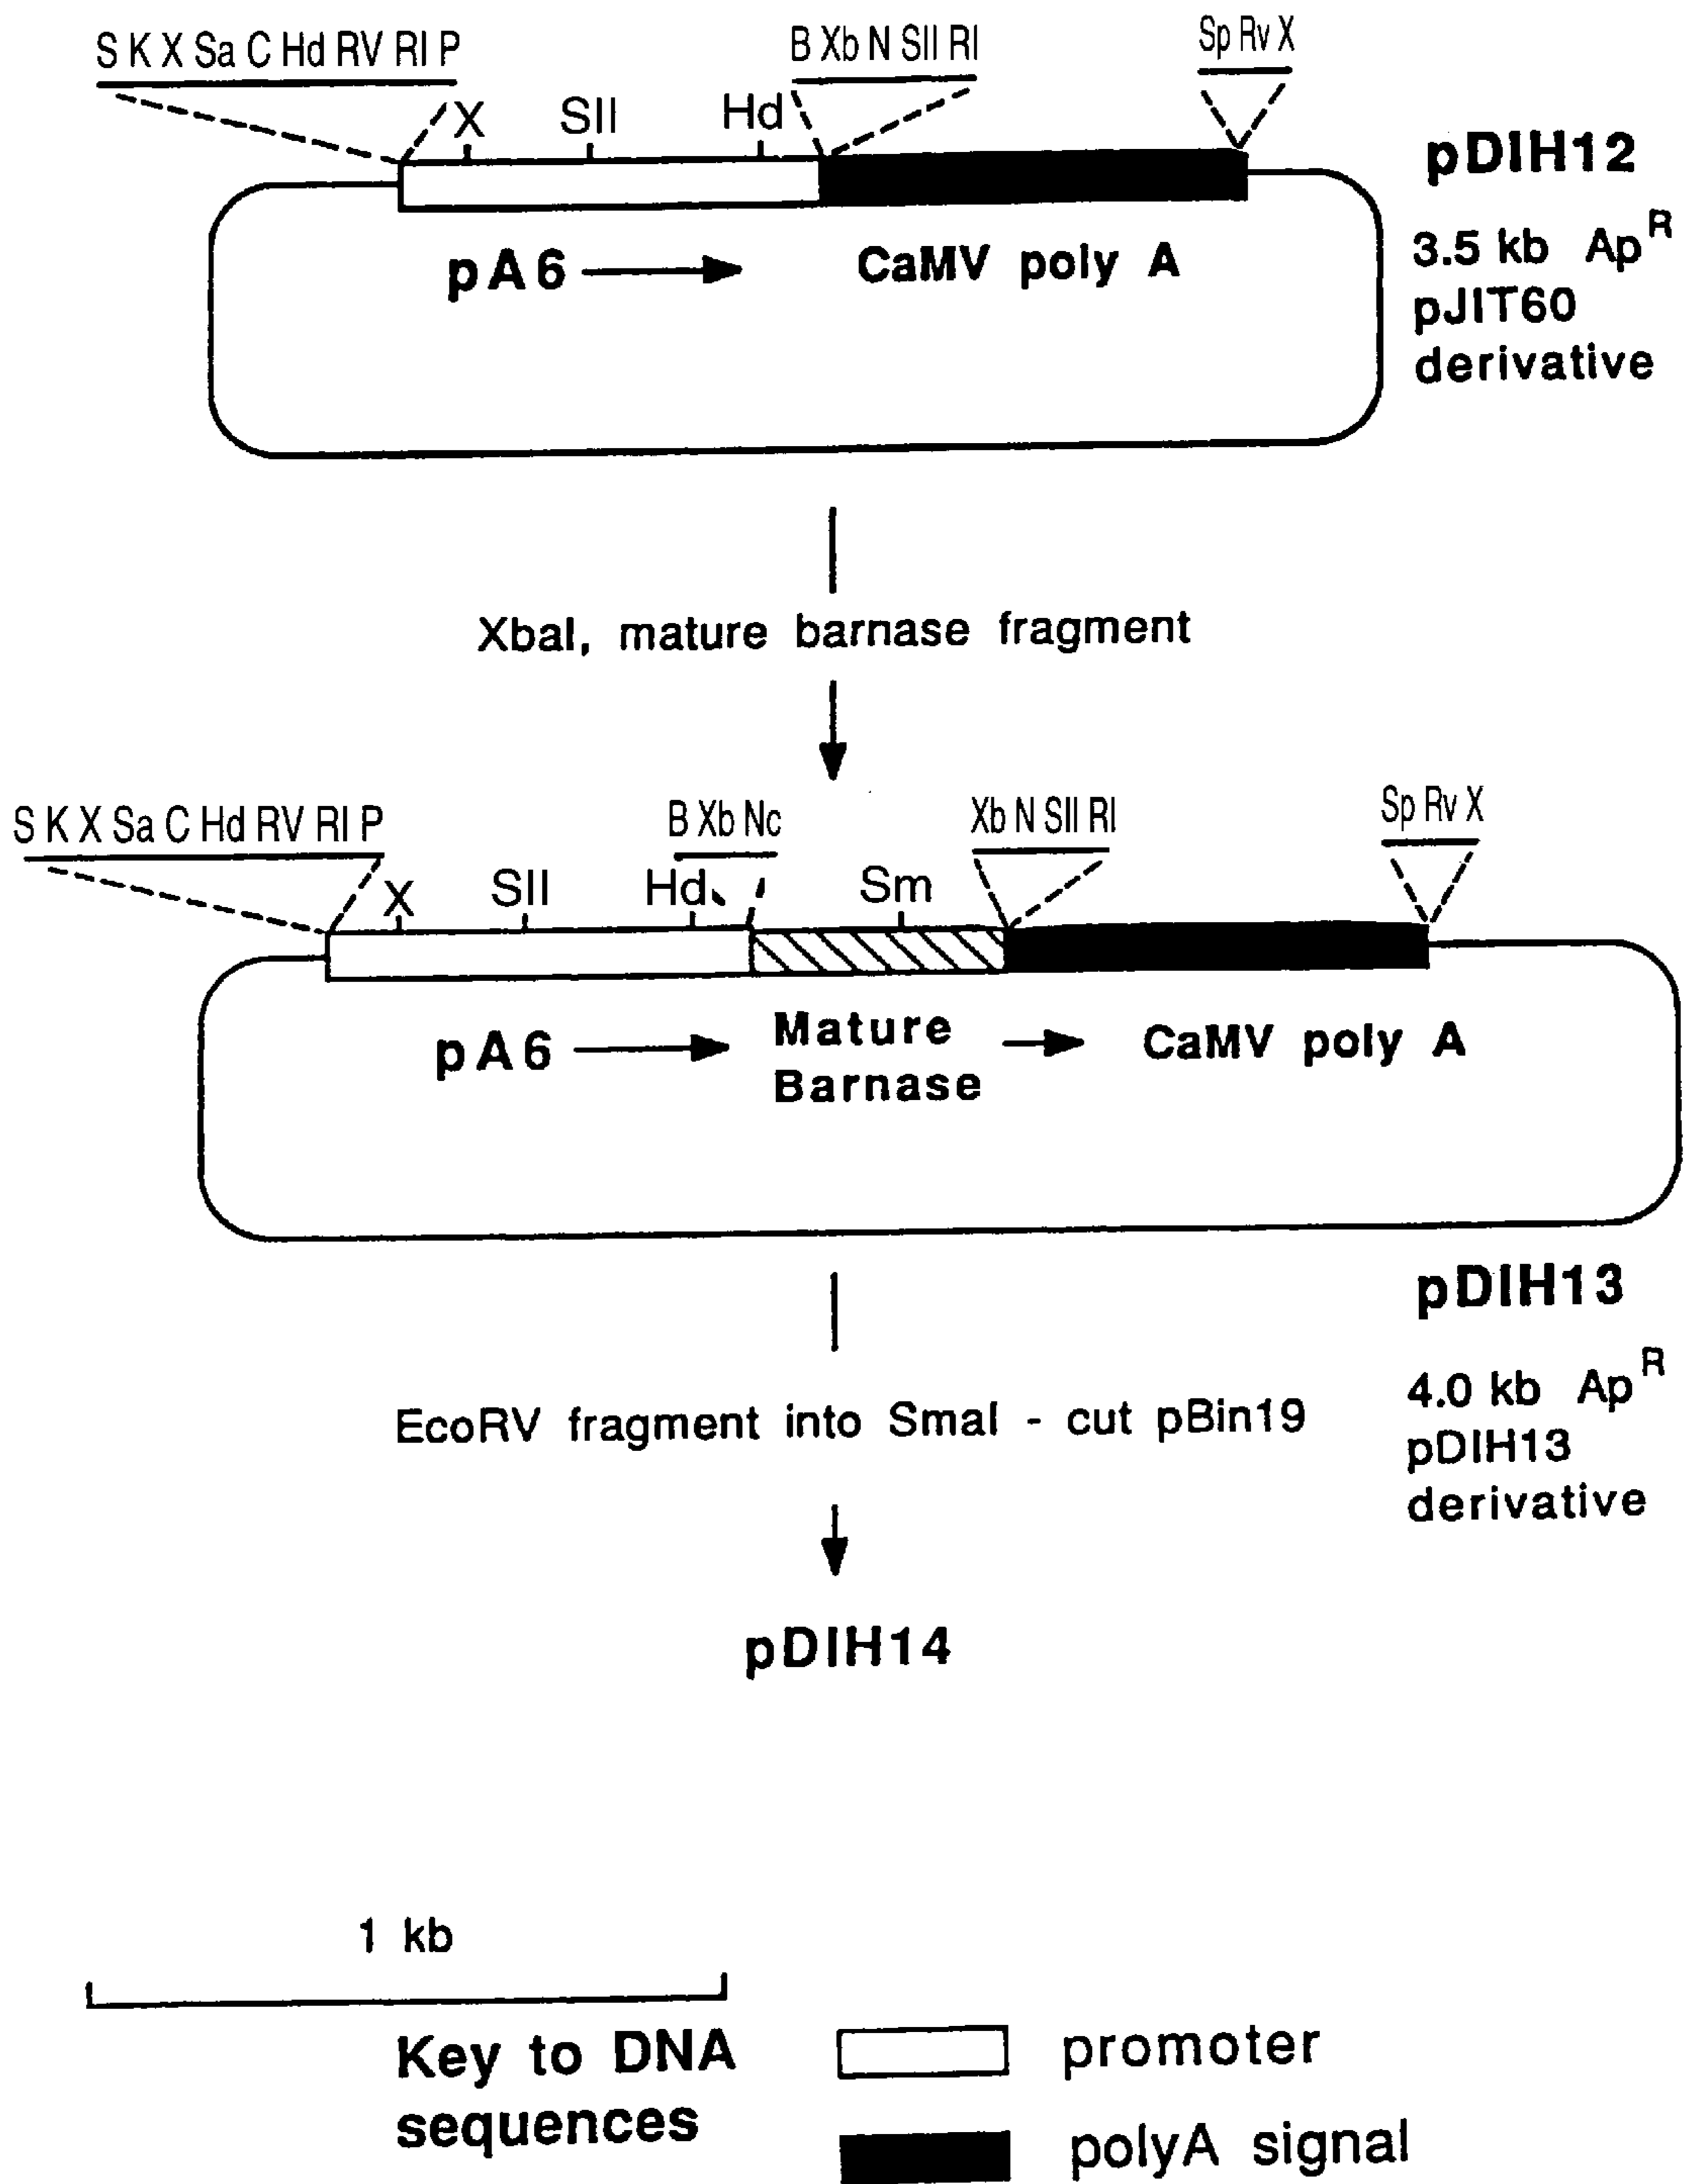 S K X Sa C Hd RV RI P
B Xb N SII RI
Sp Rv X
X
SII
Hd
pDIH12
3.5 kb Ap^R
pJIT60
derivative
pA6
CaMV poly A
XbaI, mature barnase fragment
S K X Sa C Hd RV RI P
B Xb Nc
Xb N SII RI
Sp Rv X
X
SII
Hd
Sm
pA6
Mature
Barnase
CaMV poly A
pDIH13
4.0 kb Ap^R
pDIH13
derivative
EcoRV fragment into SmaI - cut pBin19
pDIH14
1 kb
Key to DNA
sequences
promoter
polyA signal